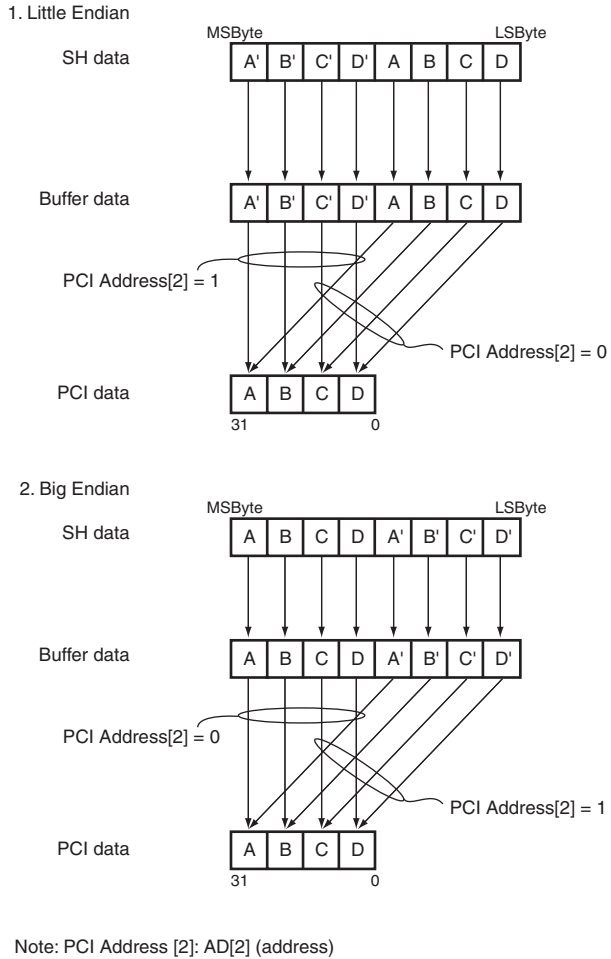 1. Little Endian
MSByte LSByte
SH data A' B' C' D' A B C D
Buffer data A' B' C' D' A B C D
PCI Address[2] = 1
PCI Address[2] = 0
PCI data A B C D
31 0
2. Big Endian
MSByte LSByte
SH data A B C D A' B' C' D'
Buffer data A B C D A' B' C' D'
PCI Address[2] = 0
PCI Address[2] = 1
PCI data A B C D
31 0
Note: PCI Address [2]: AD[2] (address)